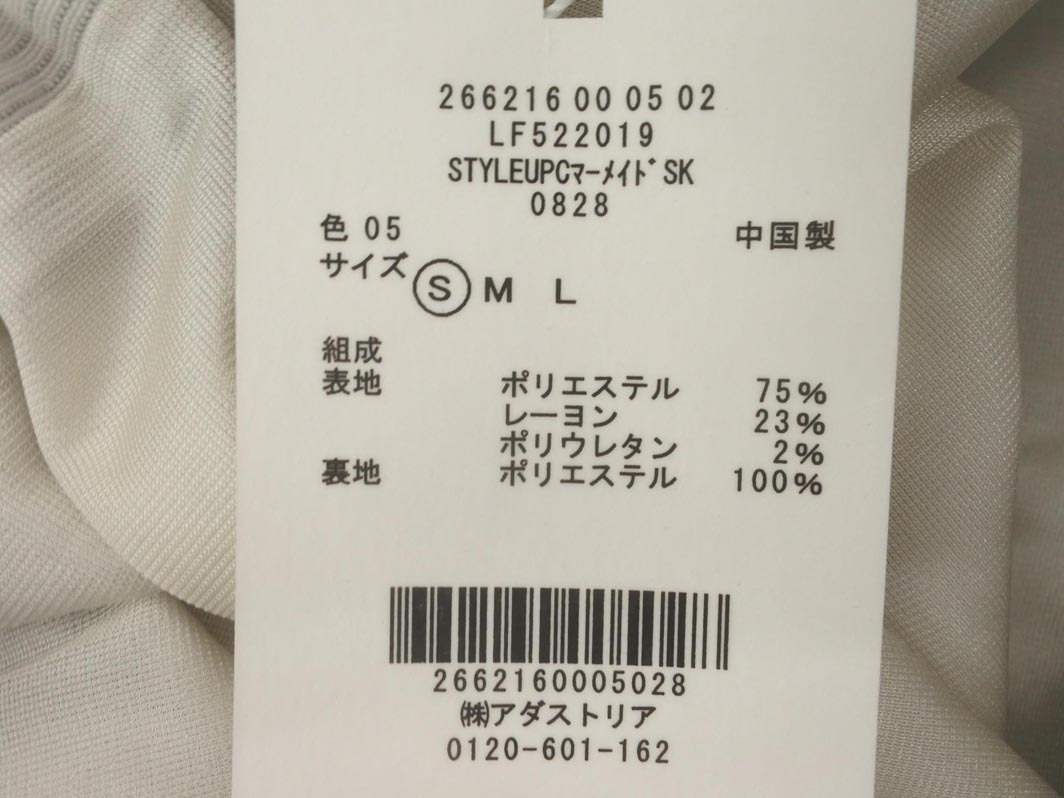 266216 00 05 02
LF522019
STYLEUPCﾏｰﾒｲﾄﾞSK
0828
色 05
中国製
サイズ
S M L
組成
表地 ポリエステル 75%
レーヨン 23%
ポリウレタン 2%
裏地 ポリエステル 100%
2662160005028
㈱アダストリア
0120-601-162